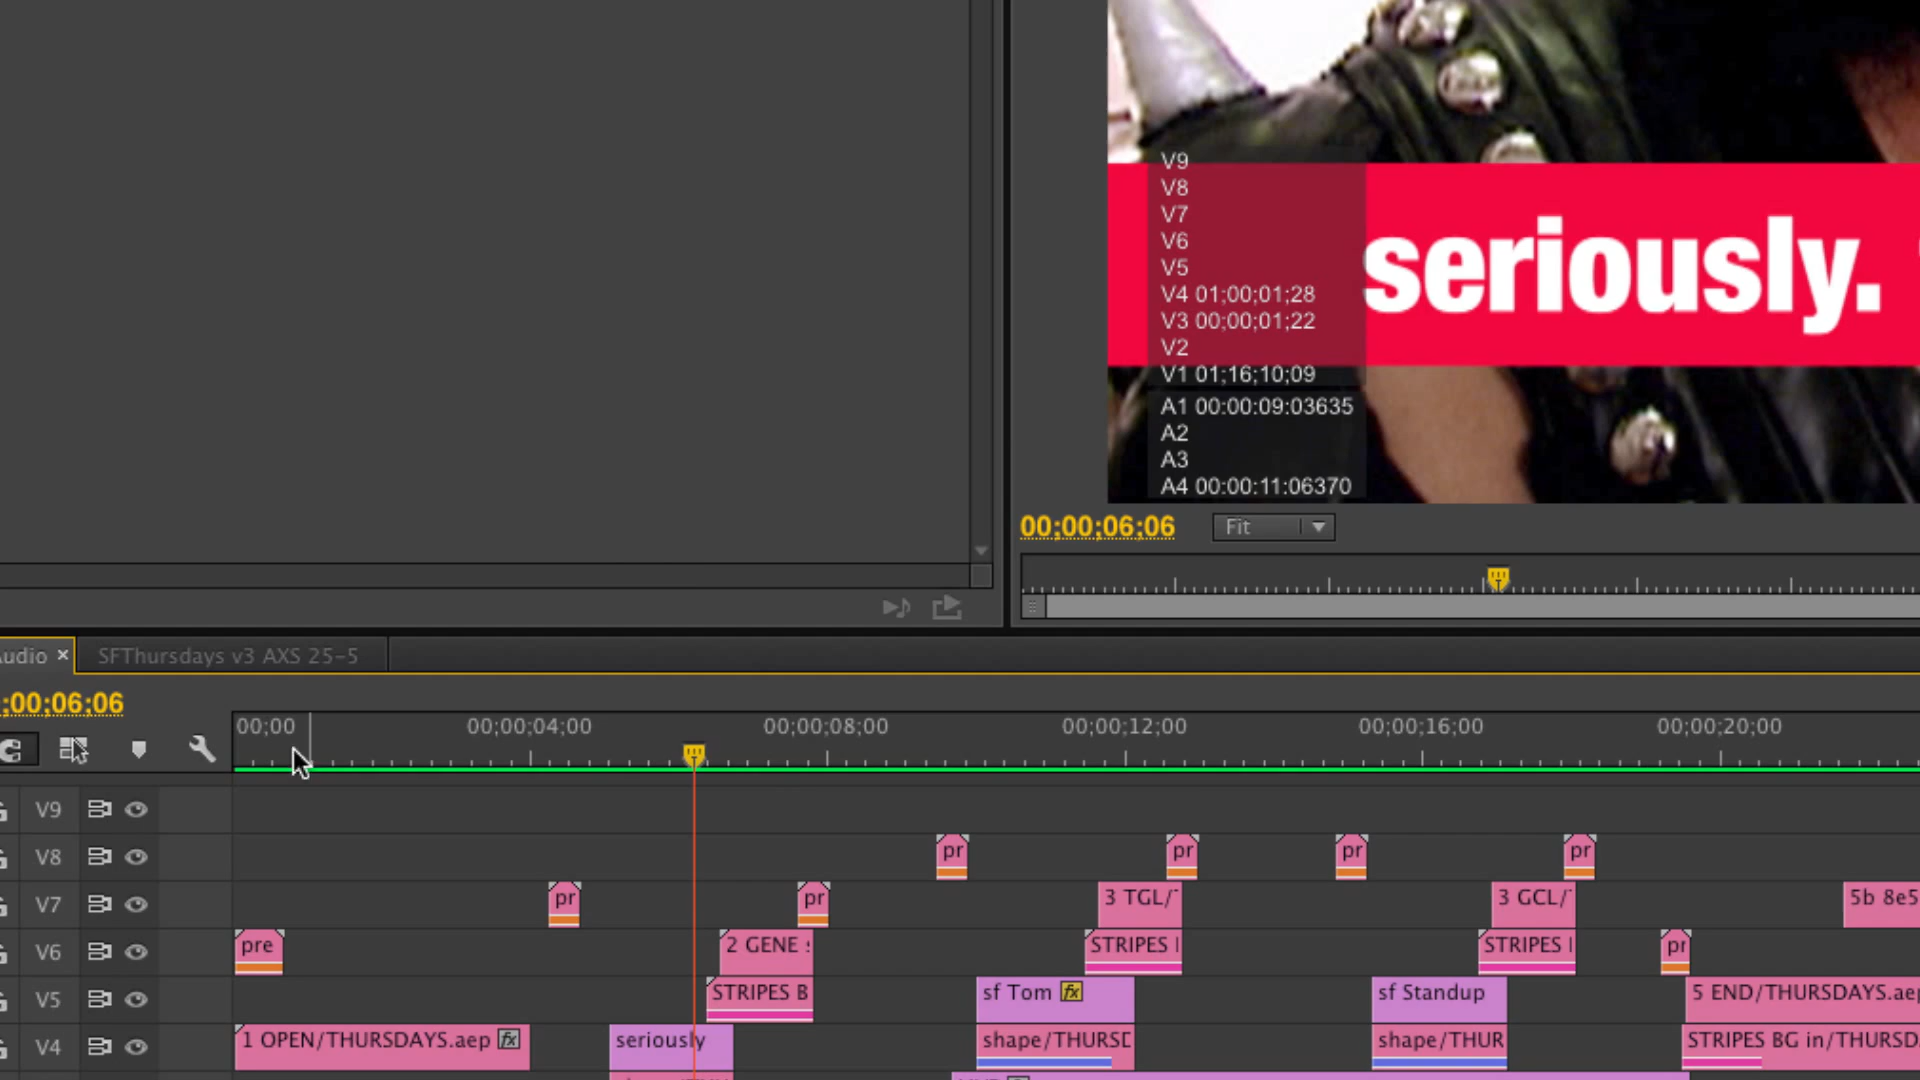 V9
V8
V7
V6
V5
V4 01;00;01;28
V3 00;00;01;22
V2
V1 01;16;10;09
A1 00:00:09:03635
A2
A3
A4 00:00:11:06370
seriously.
00;00;06;06
Fit
udio × SFThursdays v3 AXS 25-5
;00;06;06
00;00 00;00;04;00 00;00;08;00 00;00;12;00 00;00;16;00 00;00;20;00
V9
V8 pr pr pr pr
V7 pr pr 3 TGL/ 3 GCL/ 5b 8e5
V6 pre 2 GENE STRIPES STRIPES pr
V5 STRIPES B sf Tom fx sf Standup 5 END/THURSDAYS.aep
V4 1 OPEN/THURSDAYS.aep fx seriously shape/THURSD shape/THUR STRIPES BG in/THURSD